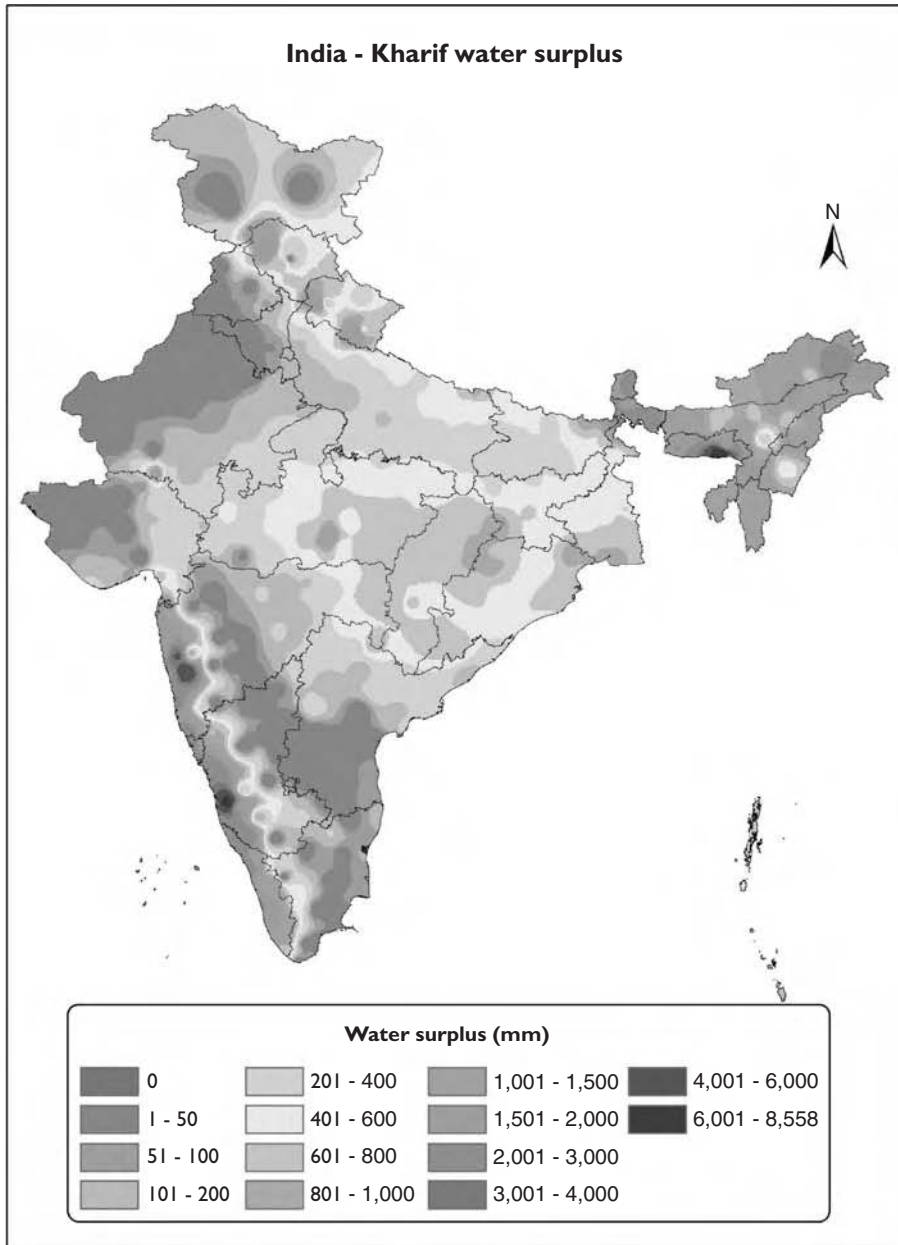 India - Kharif water surplus
N
Water surplus (mm)
0
1 - 50
51 - 100
101 - 200
201 - 400
401 - 600
601 - 800
801 - 1,000
1,001 - 1,500
1,501 - 2,000
2,001 - 3,000
3,001 - 4,000
4,001 - 6,000
6,001 - 8,558